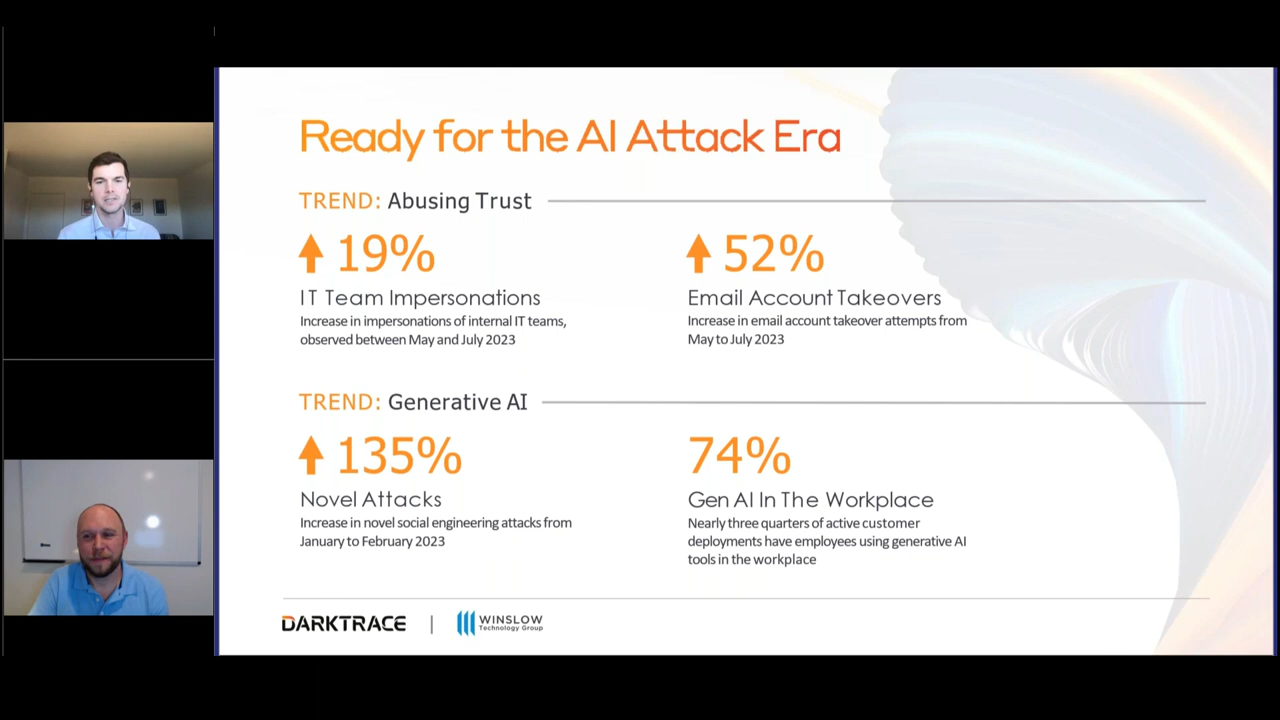 Ready for the AI Attack Era
TREND: Abusing Trust
19%
IT Team Impersonations
Increase in impersonations of internal IT teams,
observed between May and July 2023
52%
Email Account Takeovers
Increase in email account takeover attempts from
May to July 2023
TREND: Generative AI
135%
Novel Attacks
Increase in novel social engineering attacks from
January to February 2023
74%
Gen AI In The Workplace
Nearly three quarters of active customer
deployments have employees using generative AI
tools in the workplace
DARKTRACE | WINSLOW
Technology Group